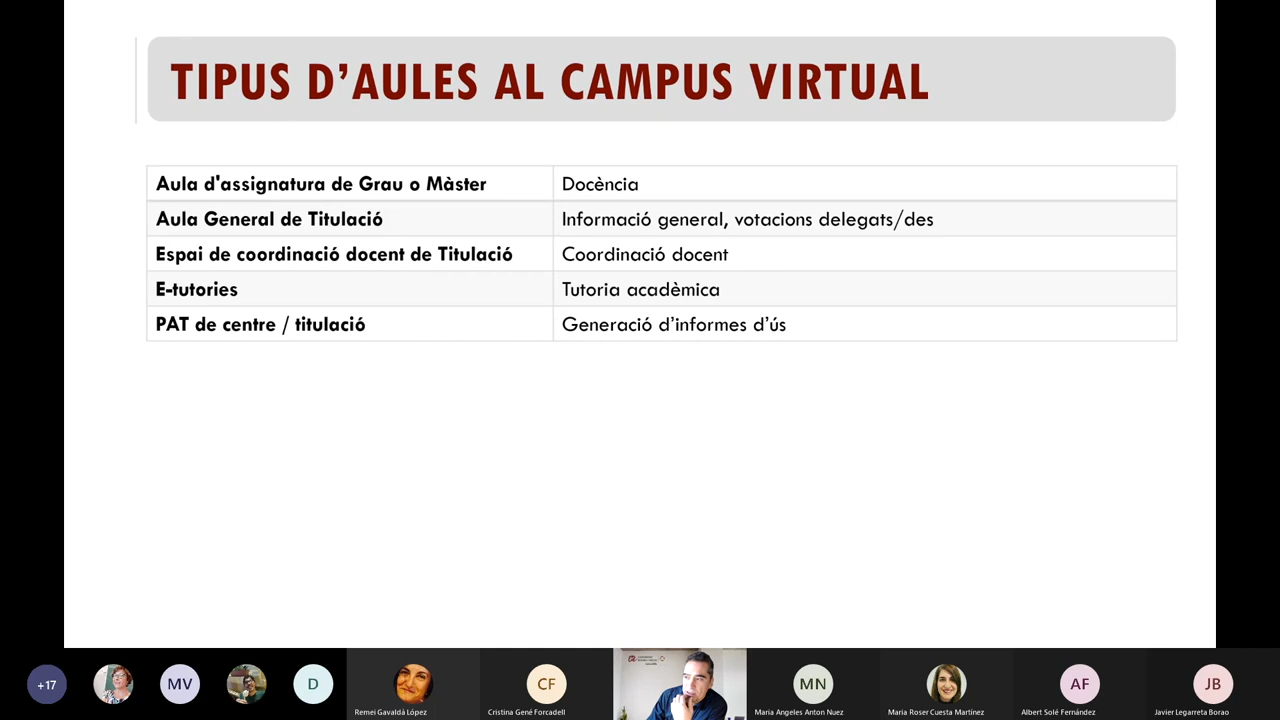 TIPUS D'AULES AL CAMPUS VIRTUAL
Aula d'assignatura de Grau o Màster Docència
Aula General de Titulació Informació general, votacions delegats/des
Espai de coordinació docent de Titulació Coordinació docent
E-tutories Tutoria acadèmica
PAT de centre / titulació Generació d'informes d'ús
+17 MV D CF MN AF JB
Remei Gavaldà López Cristina Gené Forcadell Maria Angeles Anton Nuez Maria Roser Cuesta Martínez Albert Solé Fernández Javier Legarreta Borao